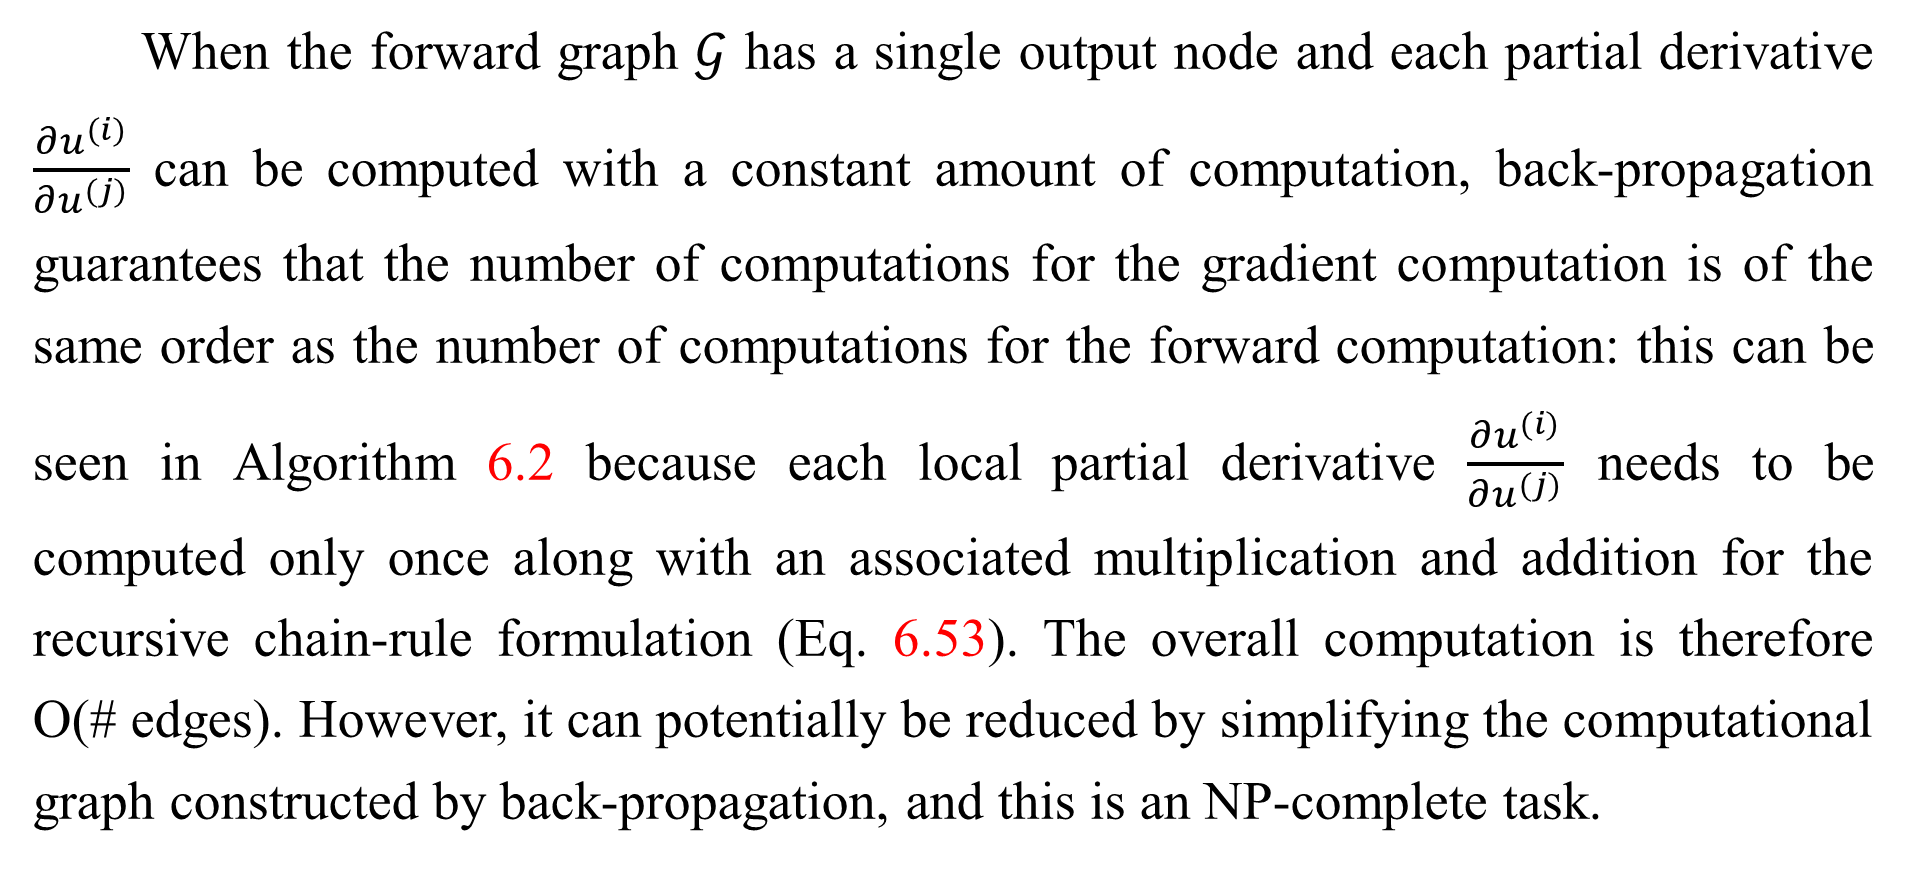 When the forward graph 𝒢 has a single output node and each partial derivative
∂u^(i)/∂u^(j) can be computed with a constant amount of computation, back-propagation
guarantees that the number of computations for the gradient computation is of the
same order as the number of computations for the forward computation: this can be
seen in Algorithm 6.2 because each local partial derivative ∂u^(i)/∂u^(j) needs to be
computed only once along with an associated multiplication and addition for the
recursive chain-rule formulation (Eq. 6.53). The overall computation is therefore
O(# edges). However, it can potentially be reduced by simplifying the computational
graph constructed by back-propagation, and this is an NP-complete task.